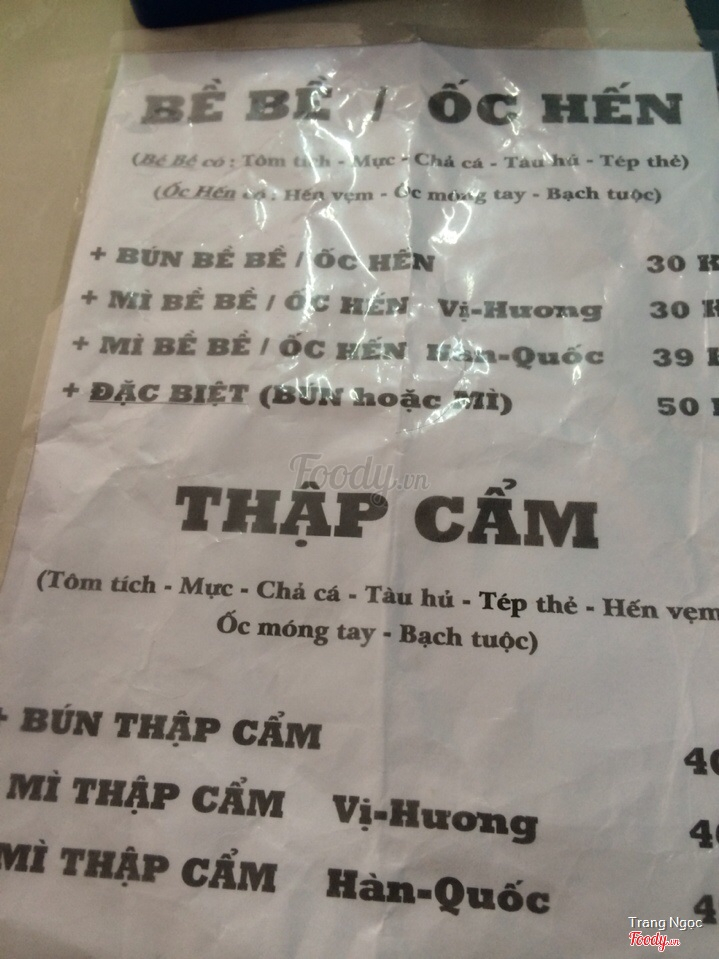 BỀ BỀ / ỐC HẾN
(Bề Bề có : Tôm tích - Mực - Chả cá - Tàu hủ - Tép thẻ)
(Ốc Hến có : Hến vẹm - Ốc móng tay - Bạch tuộc)
+ BÚN BỀ BỀ / ỐC HẾN 30 K
+ MÌ BỀ BỀ / ỐC HẾN Vị-Hương 30 K
+ MÌ BỀ BỀ / ỐC HẾN Hàn-Quốc 39
+ ĐẶC BIỆT (BÚN hoặc MÌ) 50
Foody.vn
THẬP CẨM
(Tôm tích - Mực - Chả cá - Tàu hủ - Tép thẻ - Hến vẹm
Ốc móng tay - Bạch tuộc)
+ BÚN THẬP CẨM 40
MÌ THẬP CẨM Vị-Hương 40
MÌ THẬP CẨM Hàn-Quốc 4
Trang Ngọc
Foody.vn